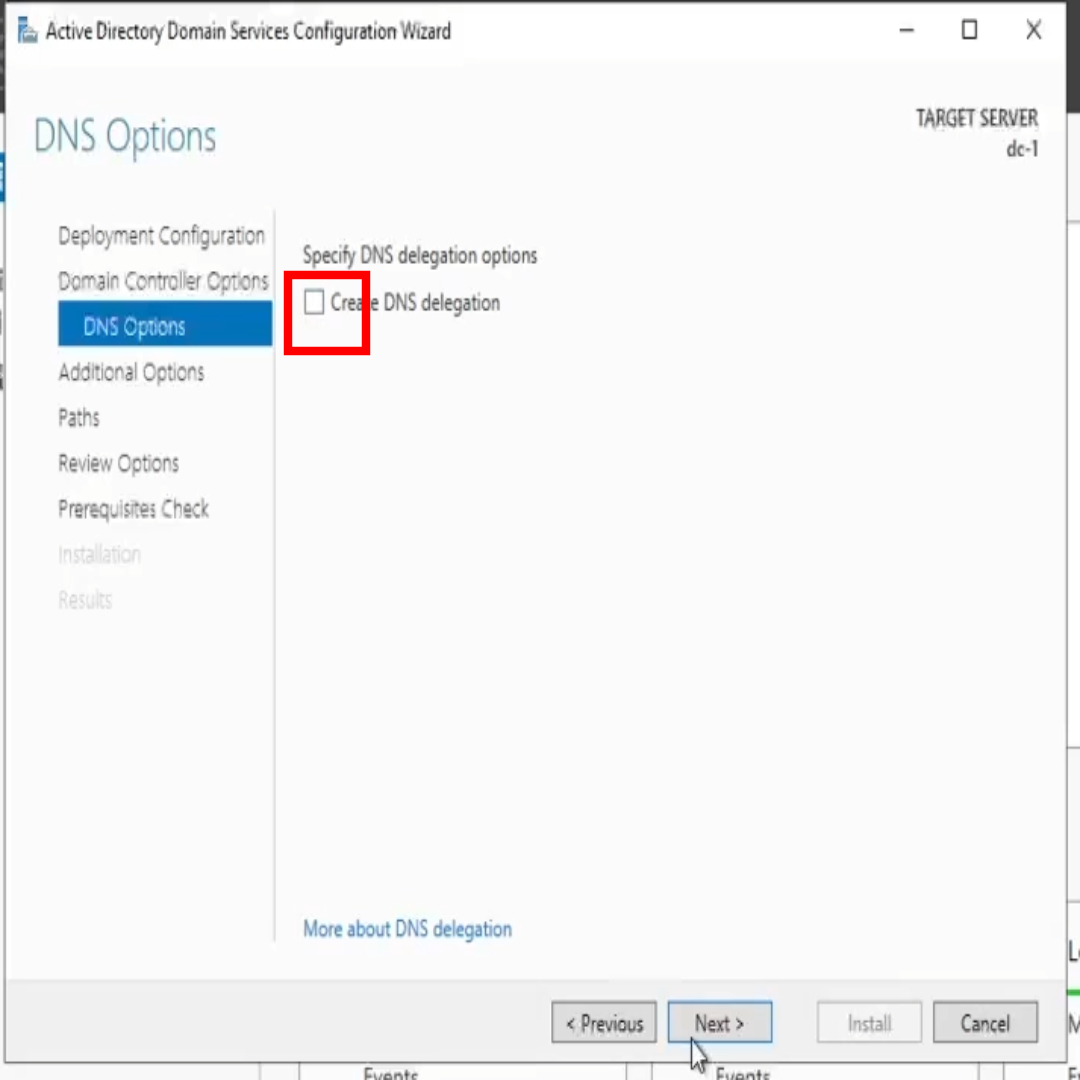 Active Directory Domain Services Configuration Wizard
DNS Options
TARGET SERVER
dc-1
Deployment Configuration
Domain Controller Options
DNS Options
Additional Options
Paths
Review Options
Prerequisites Check
Installation
Results
Specify DNS delegation options
Create DNS delegation
More about DNS delegation
< Previous
Next >
Install
Cancel
Events
Events